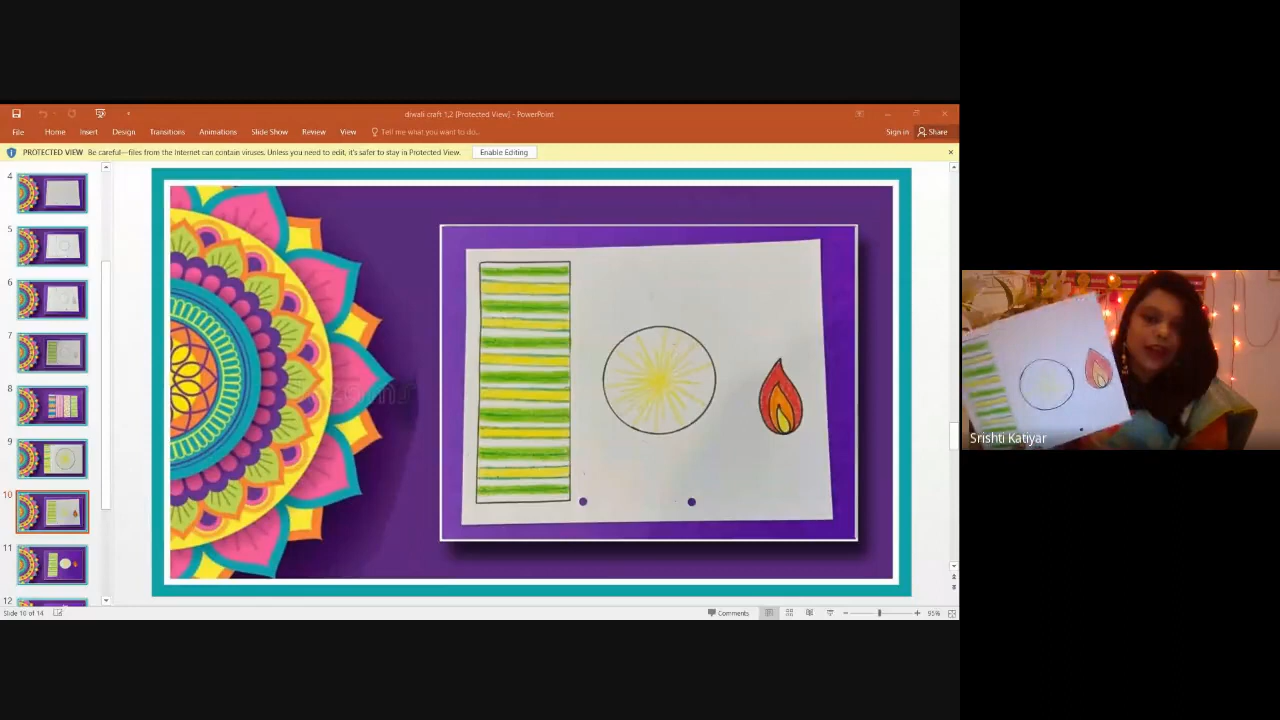 diwali craft 1,2 [Protected View] - PowerPoint
File Home Insert Design Transitions Animations Slide Show Review View Tell me what you want to do... Sign in Share
PROTECTED VIEW Be careful—files from the Internet can contain viruses. Unless you need to edit, it's safer to stay in Protected View. Enable Editing
4
5
6
7
8
9
10
11
12
Srishti Katiyar
Slide 10 of 14 Comments 95%